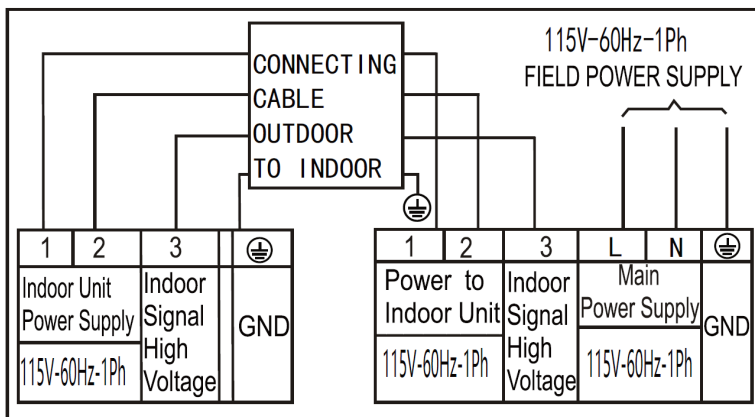 115V-60Hz-1Ph
FIELD POWER SUPPLY
CONNECTING
CABLE
OUTDOOR
TO INDOOR
1 2 3
Indoor Unit
Power Supply
115V-60Hz-1Ph
Indoor
Signal
High
Voltage
GND
1 2 3 L N
Power to
Indoor Unit
115V-60Hz-1Ph
Indoor
Signal
High
Voltage
Main
Power Supply
115V-60Hz-1Ph
GND